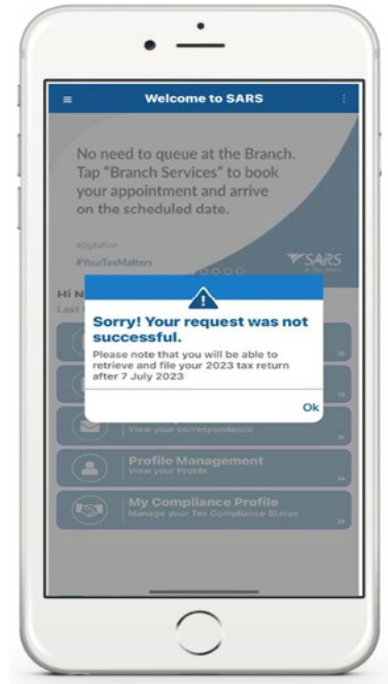 Welcome to SARS
No need to queue at the Branch.
Tap “Branch Services” to book
your appointment and arrive
on the scheduled date.
#YourTaxMatters
SARS
Hi N
Last
Sorry! Your request was not
successful.
Please note that you will be able to
retrieve and file your 2023 tax return
after 7 July 2023
Ok
View your correspondence
Profile Management
View your Profile
My Compliance Profile
Manage your Tax Compliance Status